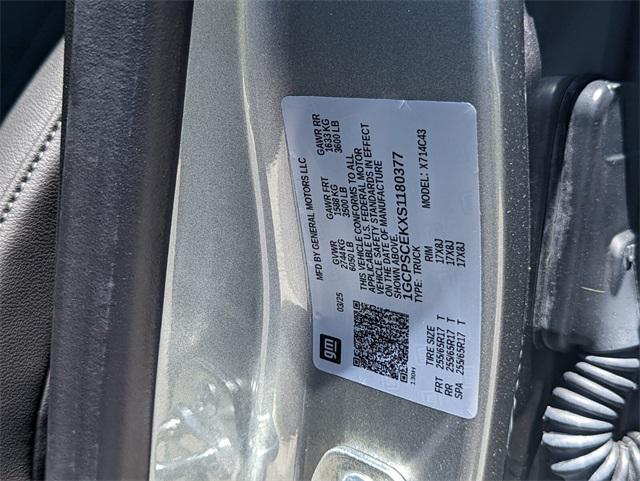 MFD BY GENERAL MOTORS LLC
03/25 GVWR GAWR FRT GAWR RR
2744 KG 1588 KG 1633 KG
6050 LB 3500 LB 3600 LB
THIS VEHICLE CONFORMS TO ALL
APPLICABLE U.S. FEDERAL MOTOR
VEHICLE SAFETY STANDARDS IN EFFECT
ON THE DATE OF MANUFACTURE
SHOWN ABOVE.
1GCPSCEKXS1180377
TYPE: TRUCK MODEL: X714C43
gm
TIRE SIZE RIM
FRT 255/65R17 T 17X8J
RR 255/65R17 T 17X8J
SPA 255/65R17 T 17X8J